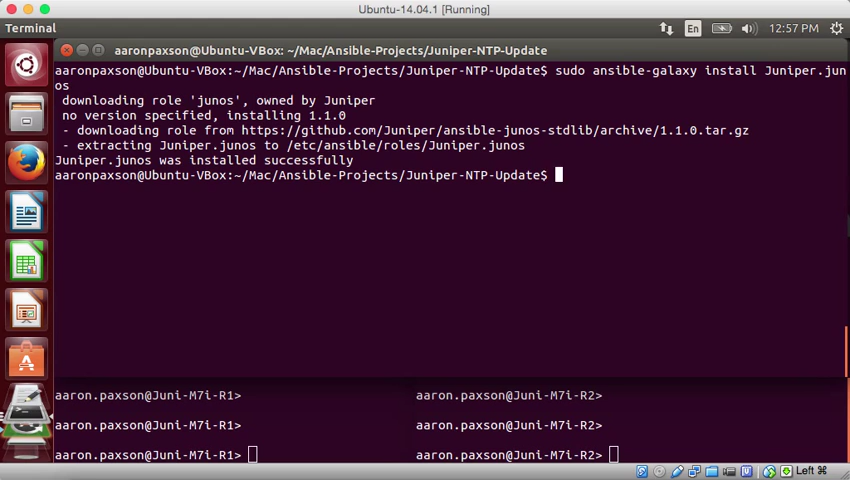 Ubuntu-14.04.1 [Running]
Terminal
En
12:57 PM
aaronpaxson@Ubuntu-VBox: ~/Mac/Ansible-Projects/Juniper-NTP-Update
aaronpaxson@Ubuntu-VBox:~/Mac/Ansible-Projects/Juniper-NTP-Update$ sudo ansible-galaxy install Juniper.jun
os
downloading role 'junos', owned by Juniper
no version specified, installing 1.1.0
- downloading role from https://github.com/Juniper/ansible-junos-stdlib/archive/1.1.0.tar.gz
- extracting Juniper.junos to /etc/ansible/roles/Juniper.junos
Juniper.junos was installed successfully
aaronpaxson@Ubuntu-VBox:~/Mac/Ansible-Projects/Juniper-NTP-Update$
aaron.paxson@Juni-M7i-R1> aaron.paxson@Juni-M7i-R2>
aaron.paxson@Juni-M7i-R1> aaron.paxson@Juni-M7i-R2>
aaron.paxson@Juni-M7i-R1> aaron.paxson@Juni-M7i-R2>
Left ⌘